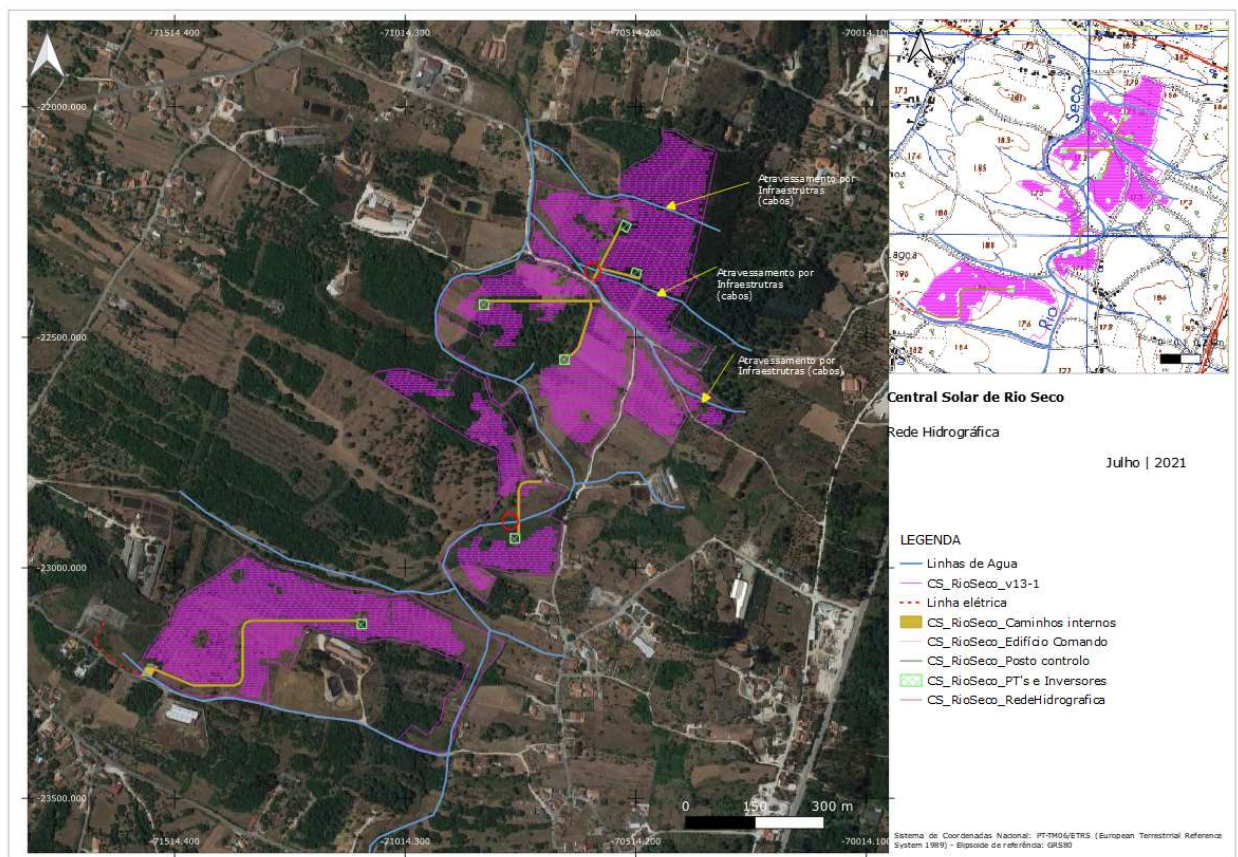 -71514.400
-71014.300
-70514.200
-70014.100
-22000.000
-22500.000
-23000.000
-23500.000
Atravessamento por
Infraestrútras
(cabos)
Atravessamento por
Infraestrutras
(cabos)
Atravessamento por
Infraestrutras (cabos)
0 150 300 m
Seco
Rio
Central Solar de Rio Seco
Rede Hidrográfica
Julho | 2021
LEGENDA
Linhas de Agua
CS_RioSeco_v13-1
Linha elétrica
CS_RioSeco_Caminhos internos
CS_RioSeco_Edifício Comando
CS_RioSeco_Posto controlo
CS_RioSeco_PT's e Inversores
CS_RioSeco_RedeHidrografica
Sistema de Coordenadas Nacional: PT-TM06/ETRS (European Terrestrial Reference
System 1989) - Elipsoide de referência: GRS80